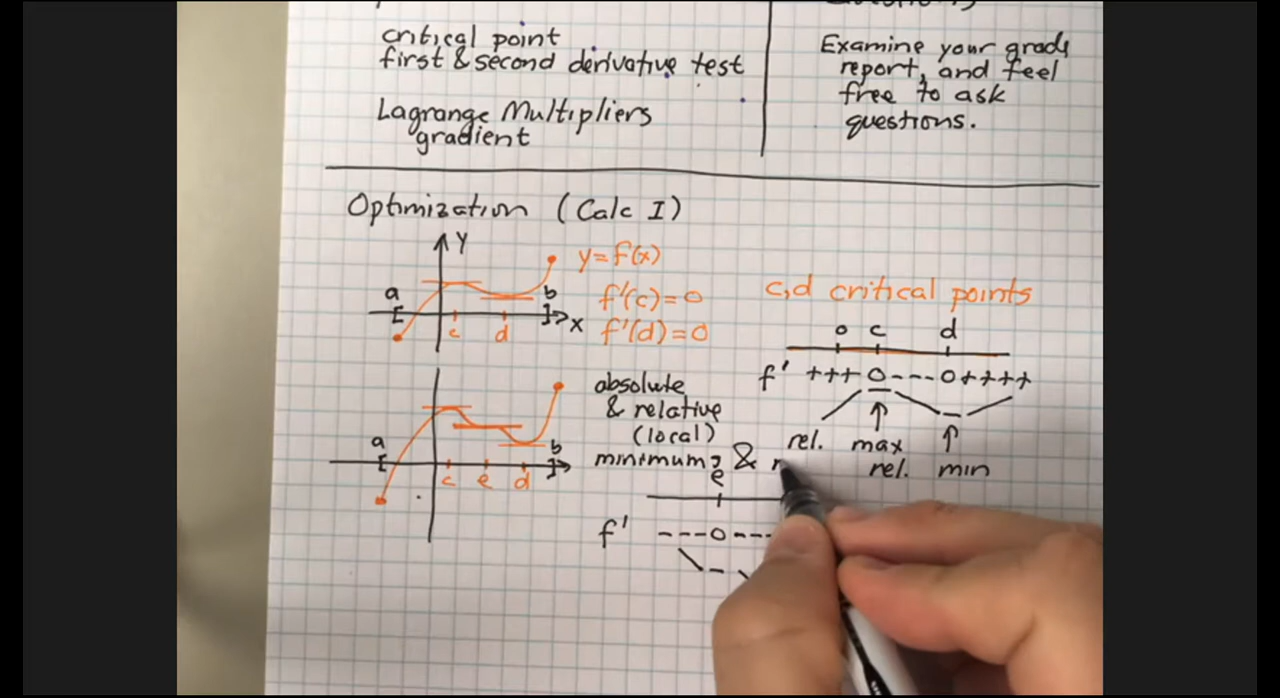 critical point
first & second derivative test
Lagrange Multipliers
gradient
Examine your grade
report, and feel
free to ask
questions.
Optimization (Calc I)
y
a
b
x
c
d
y=f(x)
f'(c)=0
f'(d)=0
c,d critical points
o c d
f' +++0---0++++
rel. max
rel. min
a
b
c e d
absolute
& relative
(local)
minimum? &
e
f' ---0---